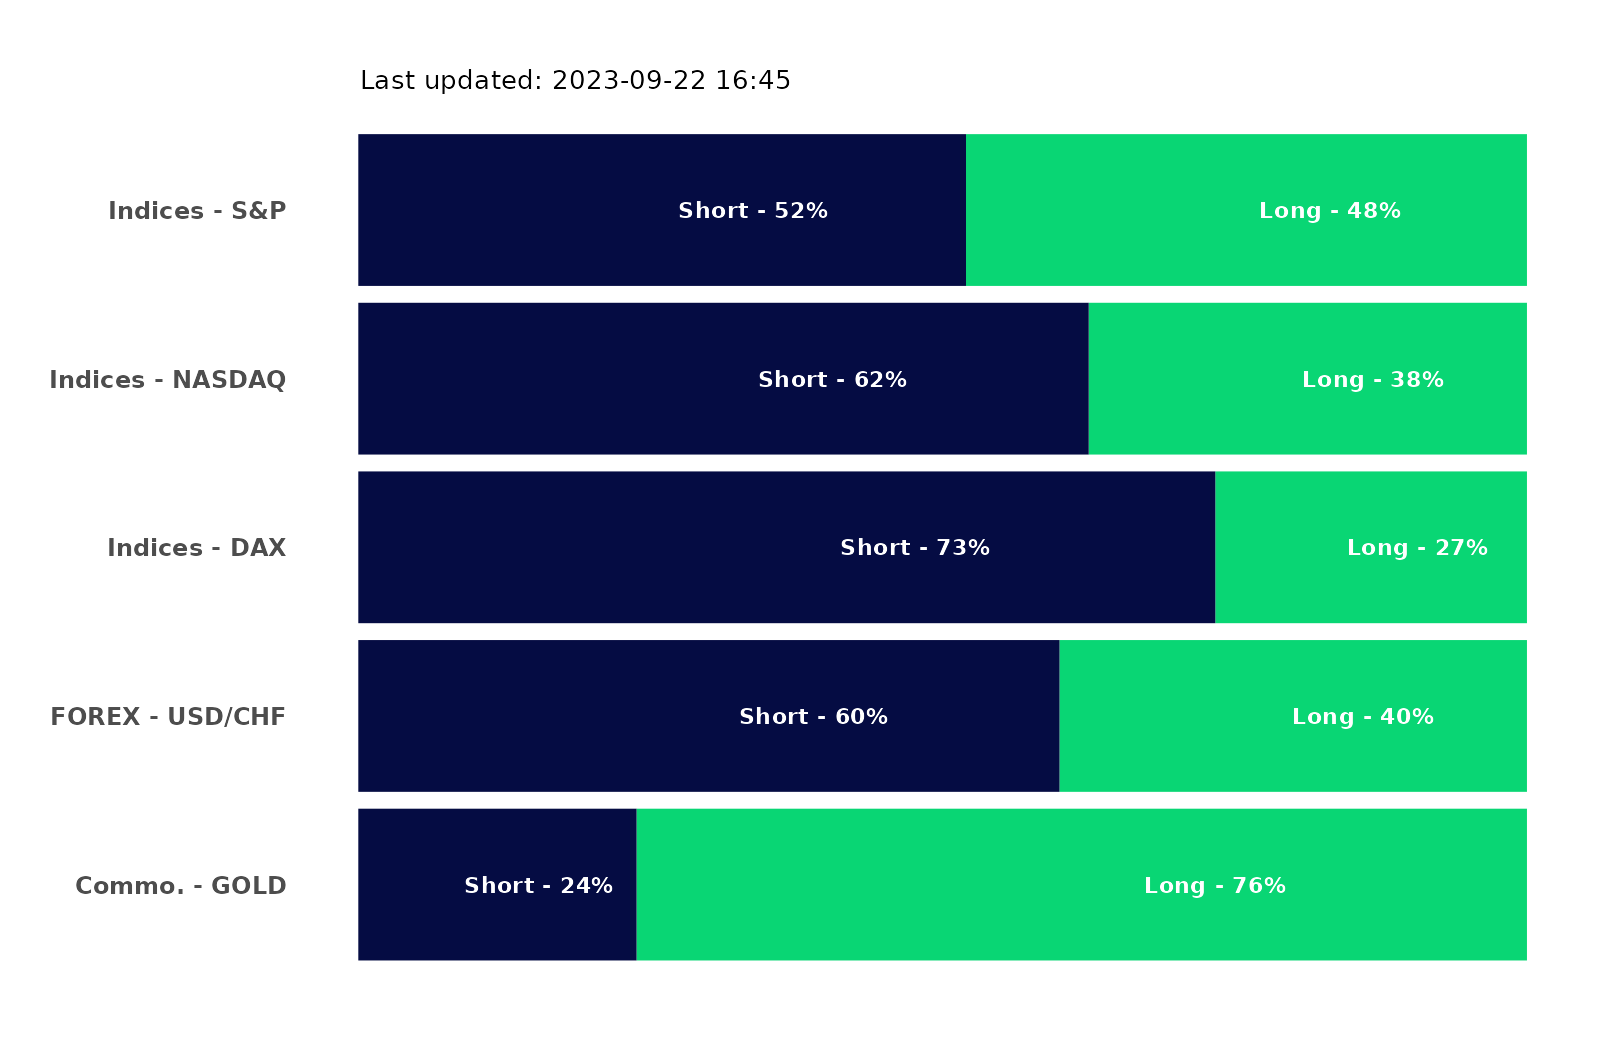 Last updated: 2023-09-22 16:45
Indices - S&P Short - 52% Long - 48%
Indices - NASDAQ Short - 62% Long - 38%
Indices - DAX Short - 73% Long - 27%
FOREX - USD/CHF Short - 60% Long - 40%
Commo. - GOLD Short - 24% Long - 76%